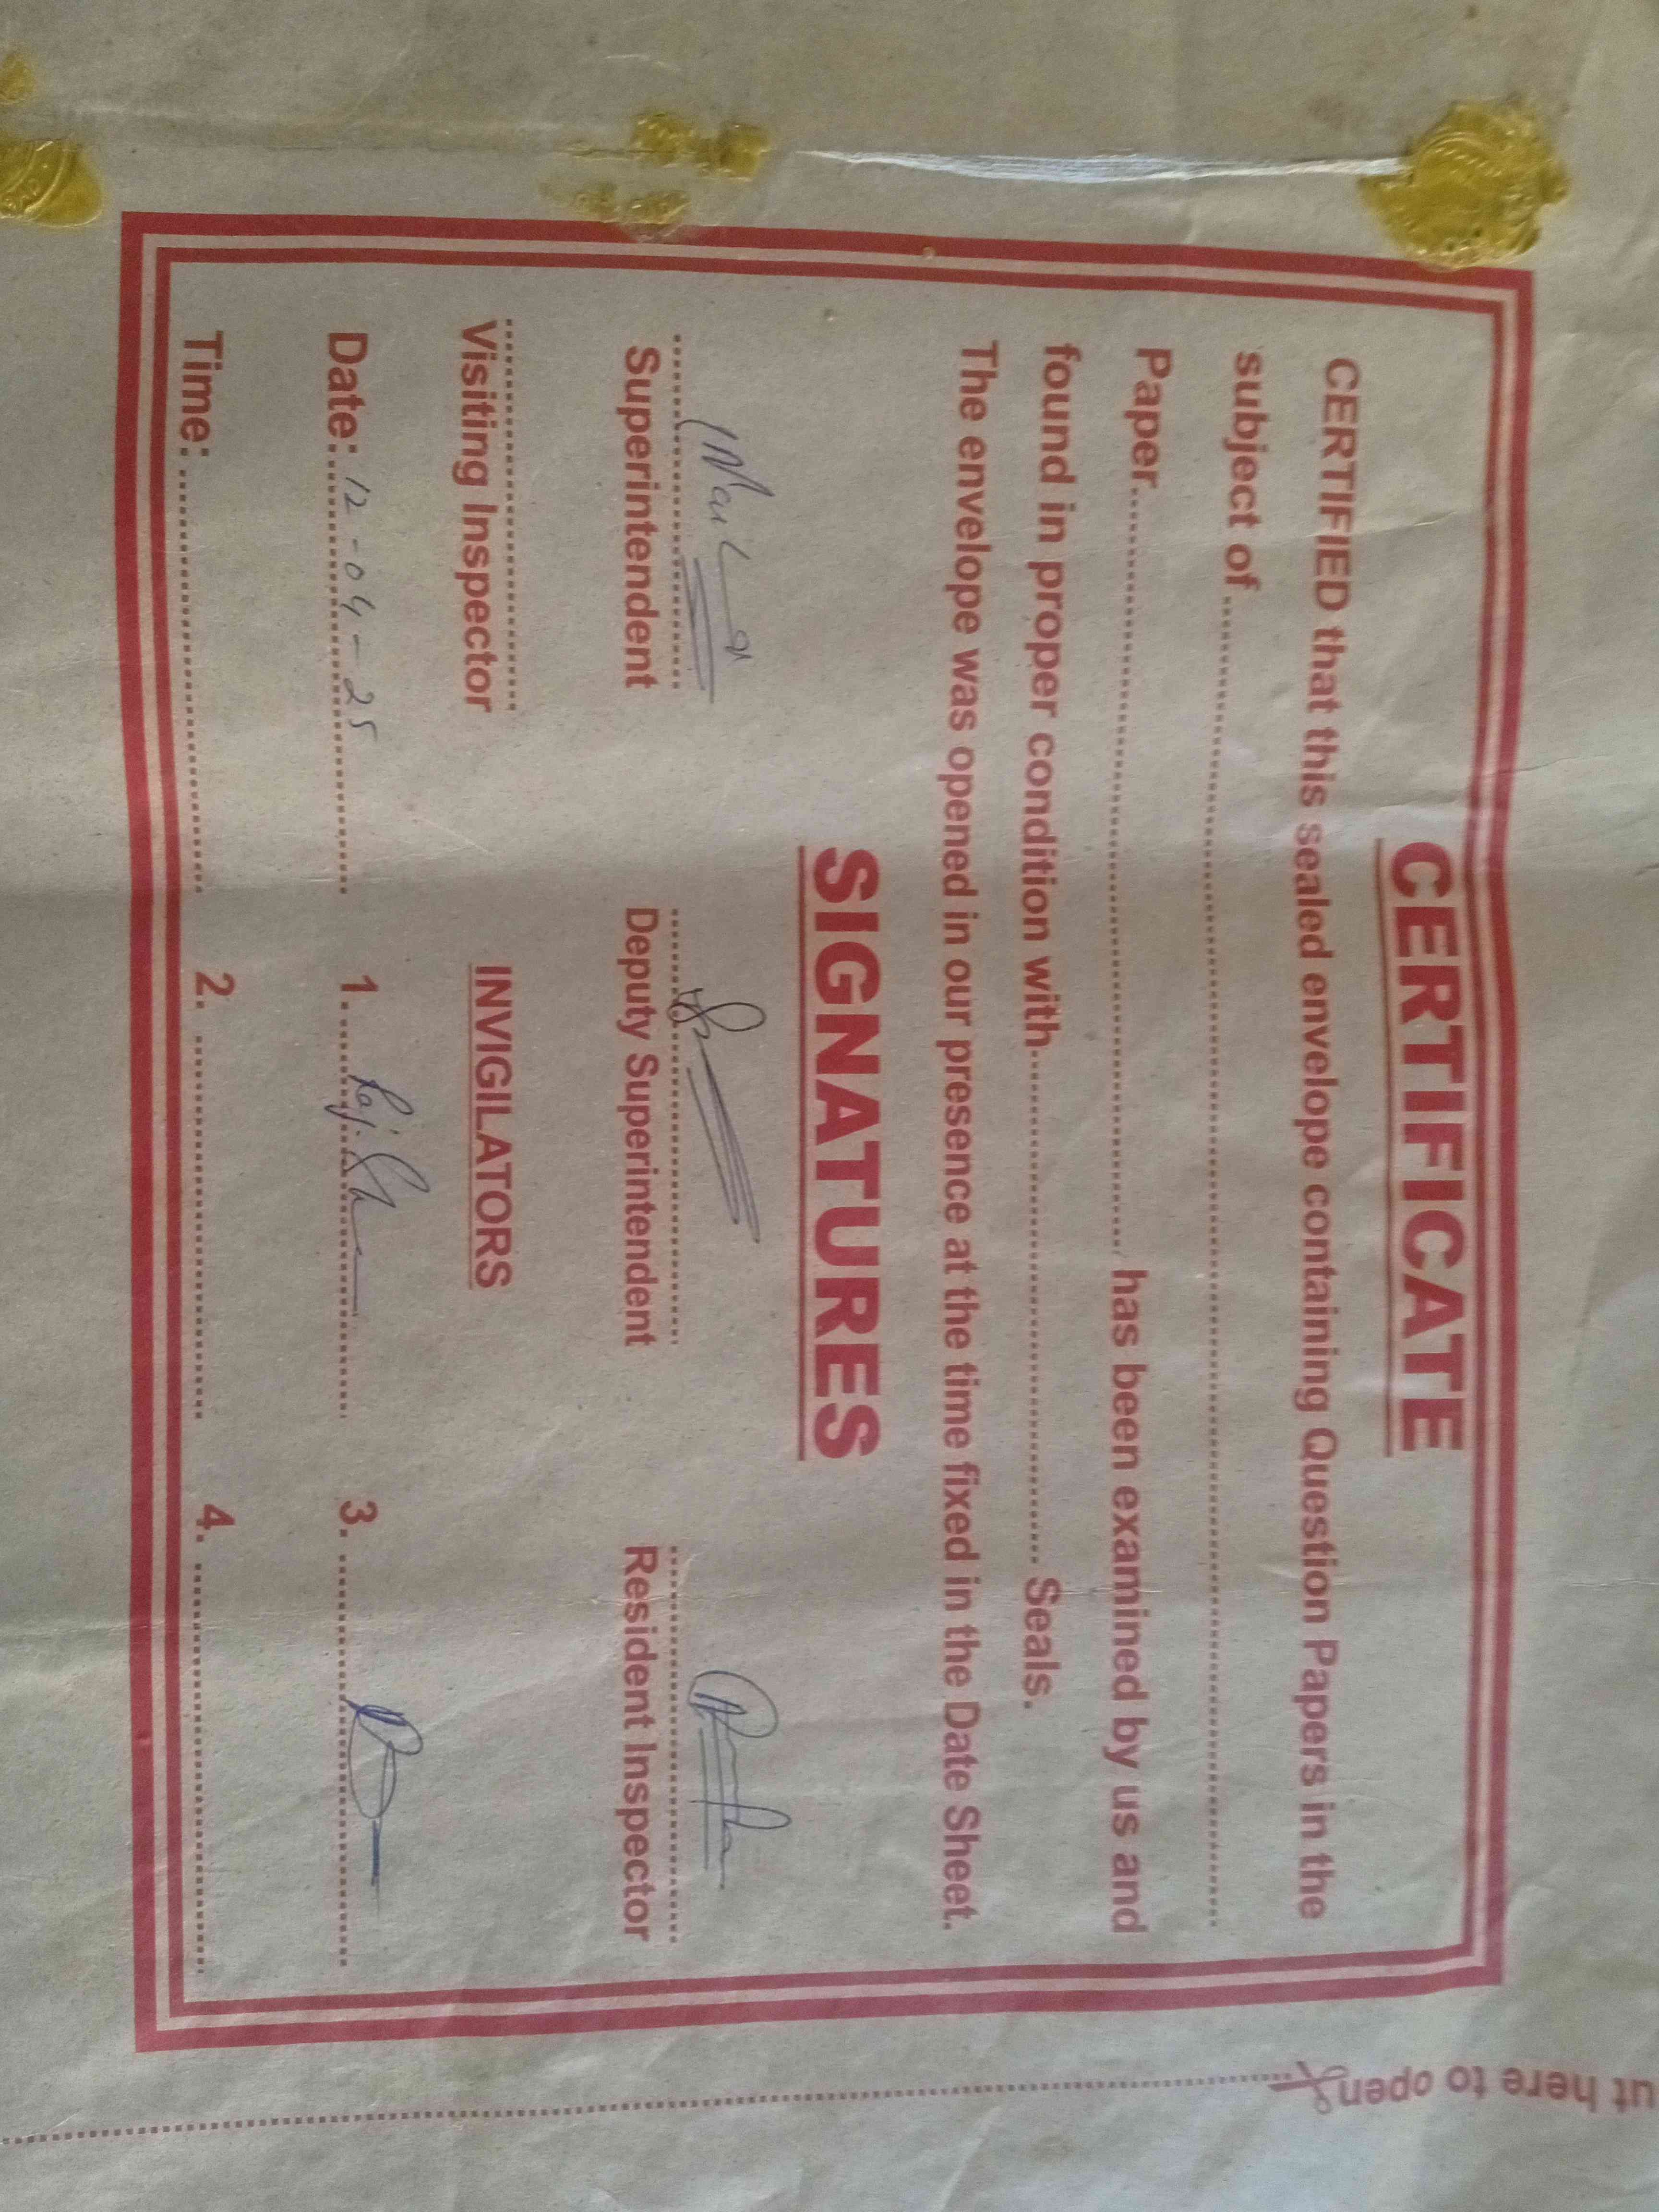 CERTIFICATE
CERTIFIED that this sealed envelope containing Question Papers in the
subject of
Paper has been examined by us and
found in proper condition with Seals.
The envelope was opened in our presence at the time fixed in the Date Sheet.
SIGNATURES
Superintendent Deputy Superintendent Resident Inspector
Visiting Inspector INVIGILATORS
Date: 12-04-25 1. 3.
Time: 2. 4.
ut here to open